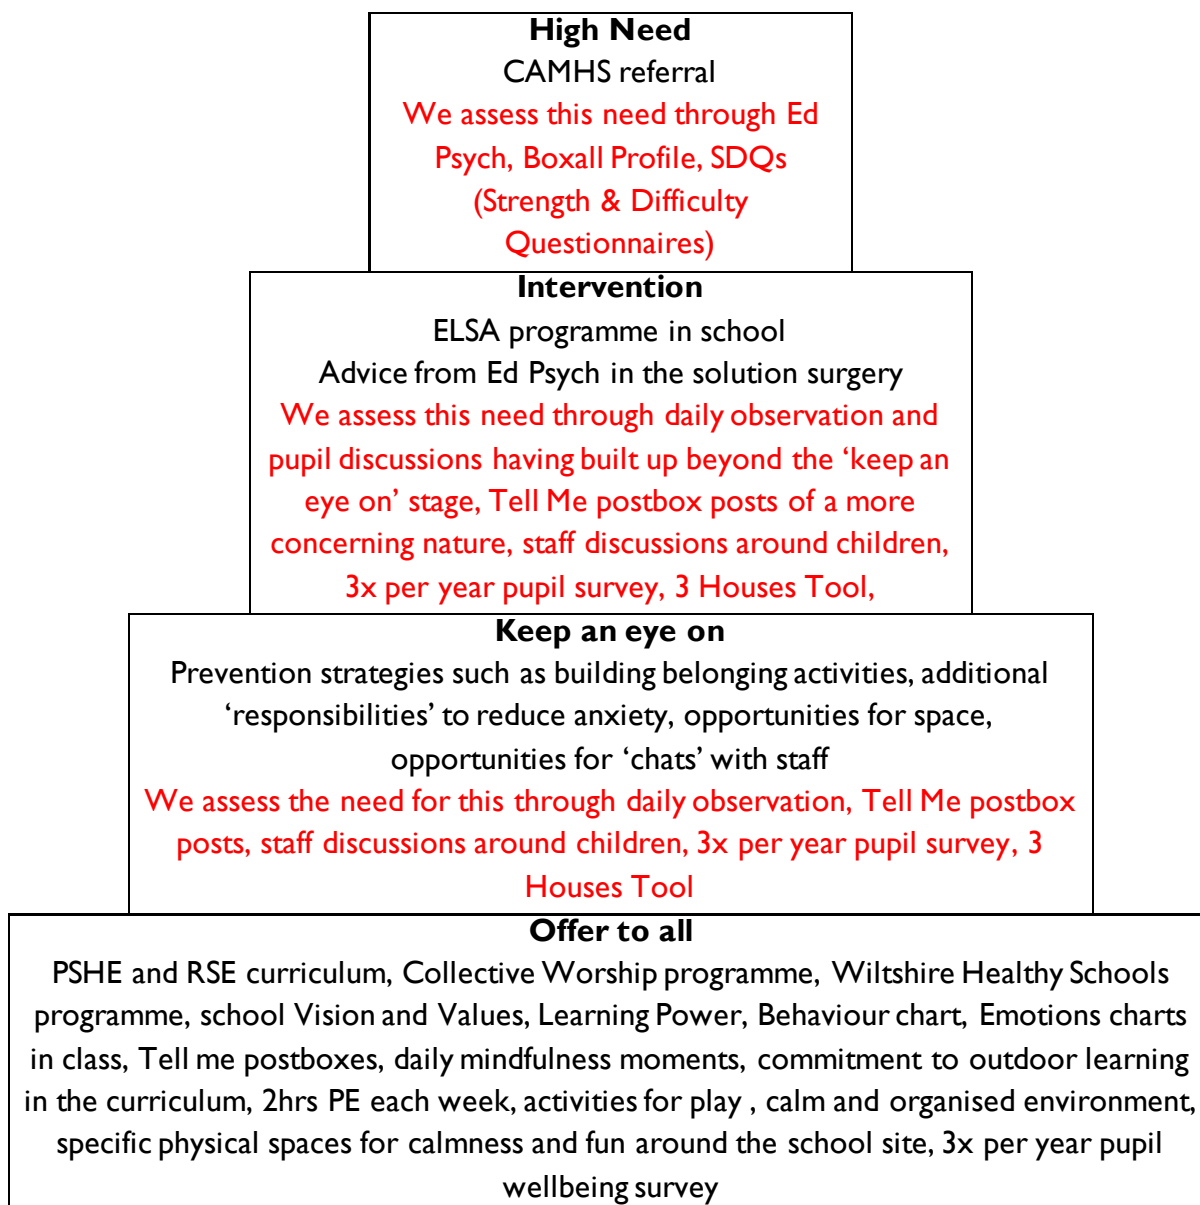 High Need
CAMHS referral
We assess this need through Ed
Psych, Boxall Profile, SDQs
(Strength & Difficulty
Questionnaires)
Intervention
ELSA programme in school
Advice from Ed Psych in the solution surgery
We assess this need through daily observation and
pupil discussions having built up beyond the ‘keep an
eye on’ stage, Tell Me postbox posts of a more
concerning nature, staff discussions around children,
3x per year pupil survey, 3 Houses Tool,
Keep an eye on
Prevention strategies such as building belonging activities, additional
‘responsibilities’ to reduce anxiety, opportunities for space,
opportunities for ‘chats’ with staff
We assess the need for this through daily observation, Tell Me postbox
posts, staff discussions around children, 3x per year pupil survey, 3
Houses Tool
Offer to all
PSHE and RSE curriculum, Collective Worship programme, Wiltshire Healthy Schools
programme, school Vision and Values, Learning Power, Behaviour chart, Emotions charts
in class, Tell me postboxes, daily mindfulness moments, commitment to outdoor learning
in the curriculum, 2hrs PE each week, activities for play , calm and organised environment,
specific physical spaces for calmness and fun around the school site, 3x per year pupil
wellbeing survey